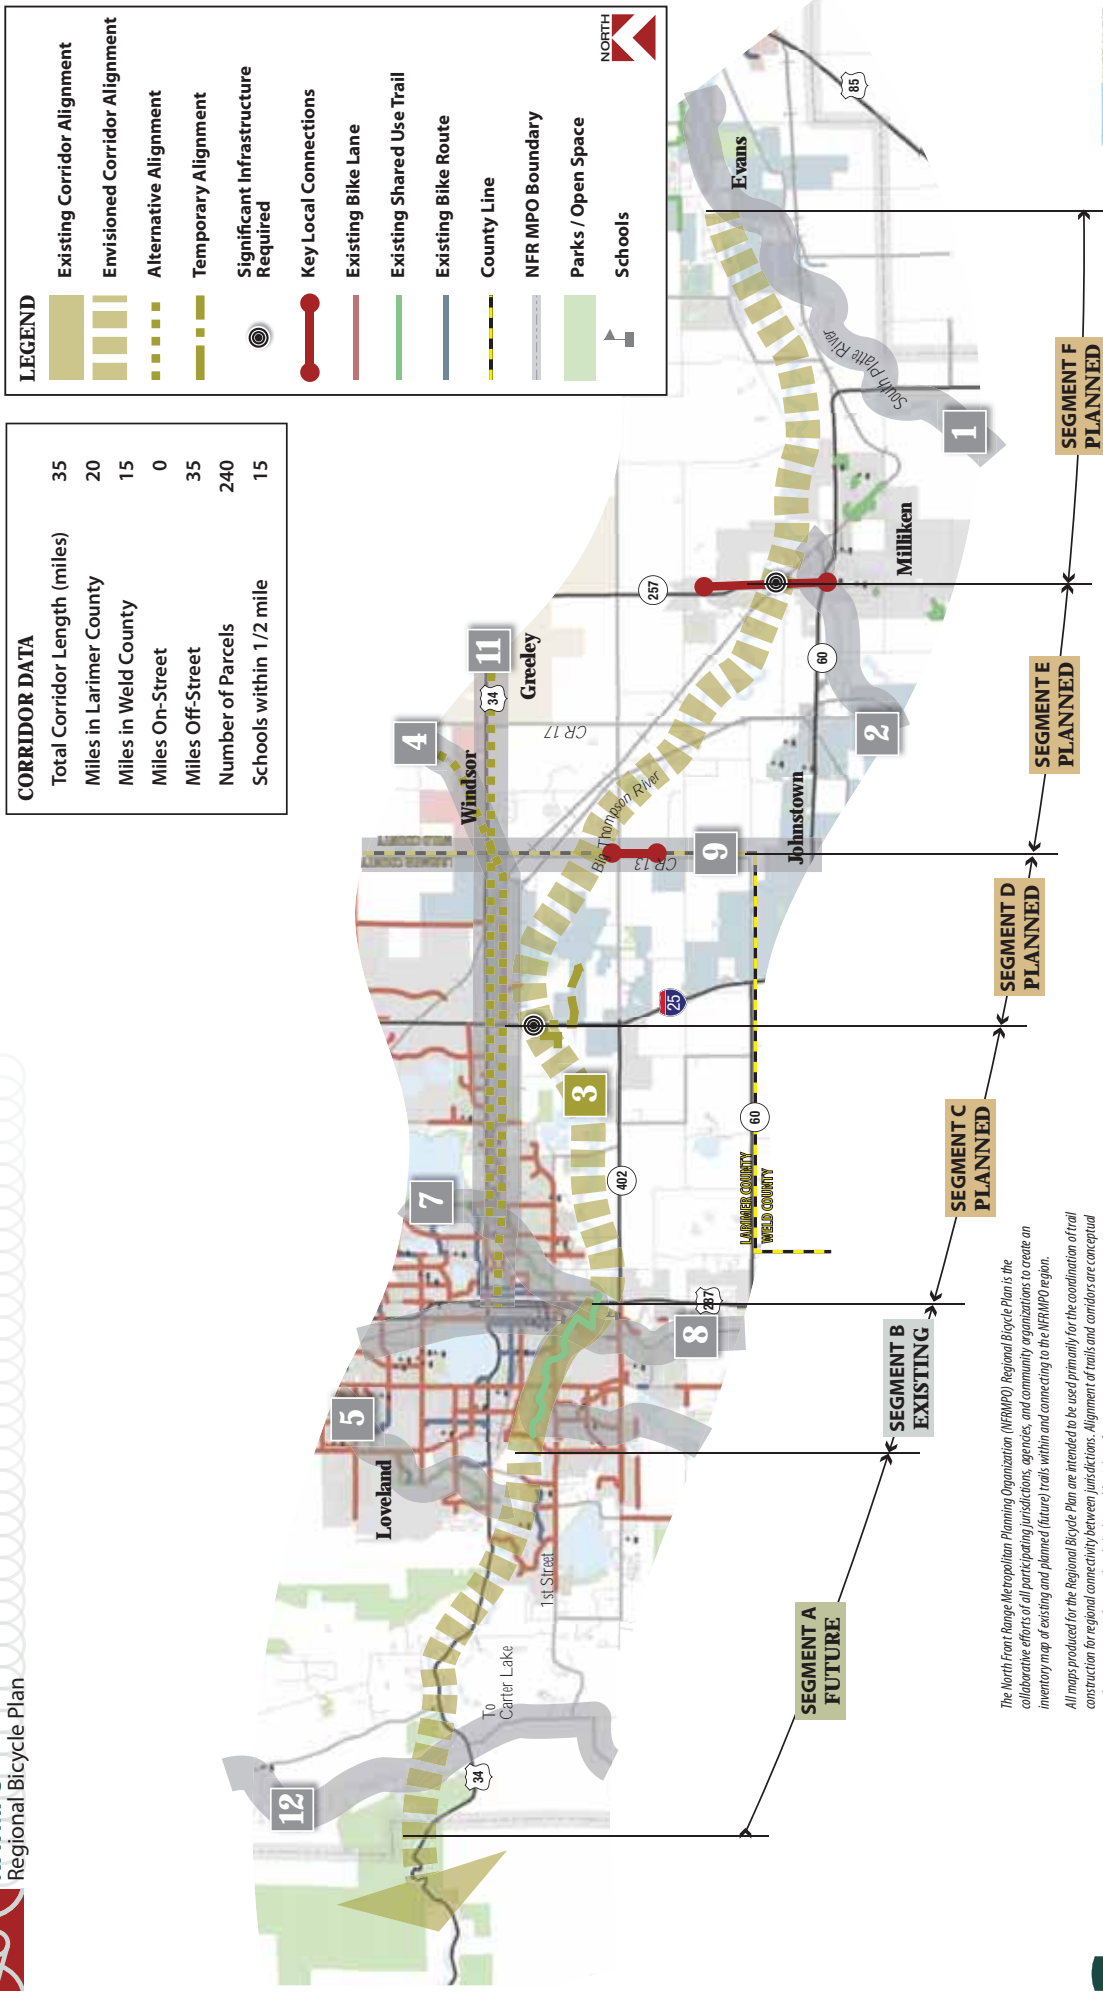 Regional Bicycle Plan
CORRIDOR DATA
Total Corridor Length (miles) 35
Miles in Larimer County 20
Miles in Weld County 15
Miles On-Street 0
Miles Off-Street 35
Number of Parcels 240
Schools within 1/2 mile 15
LEGEND
Existing Corridor Alignment
Envisioned Corridor Alignment
Alternative Alignment
Temporary Alignment
Significant Infrastructure
Required
Key Local Connections
Existing Bike Lane
Existing Shared Use Trail
Existing Bike Route
County Line
NFR MPO Boundary
Parks / Open Space
Schools
NORTH
12
34
To
Carter Lake
1st Street
Loveland
5
7
8
287
402
3
25
60
LARIMER COUNTY
WELD COUNTY
LARIMER COUNTY
WELD COUNTY
4
Windsor
11
34
Greeley
CR 17
Big Thompson River
CR 13
9
Johnstown
2
60
257
Milliken
1
South Platte River
Evans
85
SEGMENT A
FUTURE
SEGMENT B
EXISTING
SEGMENT C
PLANNED
SEGMENT D
PLANNED
SEGMENT E
PLANNED
SEGMENT F
PLANNED
The North Front Range Metropolitan Planning Organization (NFRMPO) Regional Bicycle Plan is the
collaborative efforts of all participating jurisdictions, agencies, and community organizations to create an
inventory map of existing and planned (future) trails within and connecting to the NFRMPO region.
All maps produced for the Regional Bicycle Plan are intended to be used primarily for the coordination of trail
construction for regional connectivity between jurisdictions. Alignment of trails and corridors are conceptual